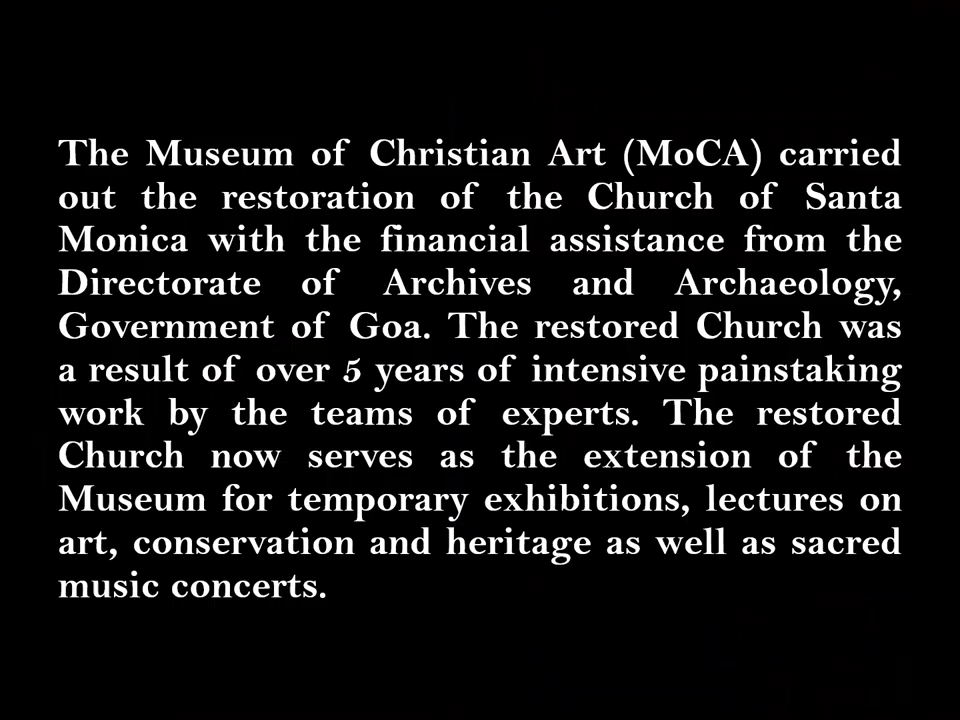 The Museum of Christian Art (MoCA) carried
out the restoration of the Church of Santa
Monica with the financial assistance from the
Directorate of Archives and Archaeology,
Government of Goa. The restored Church was
a result of over 5 years of intensive painstaking
work by the teams of experts. The restored
Church now serves as the extension of the
Museum for temporary exhibitions, lectures on
art, conservation and heritage as well as sacred
music concerts.